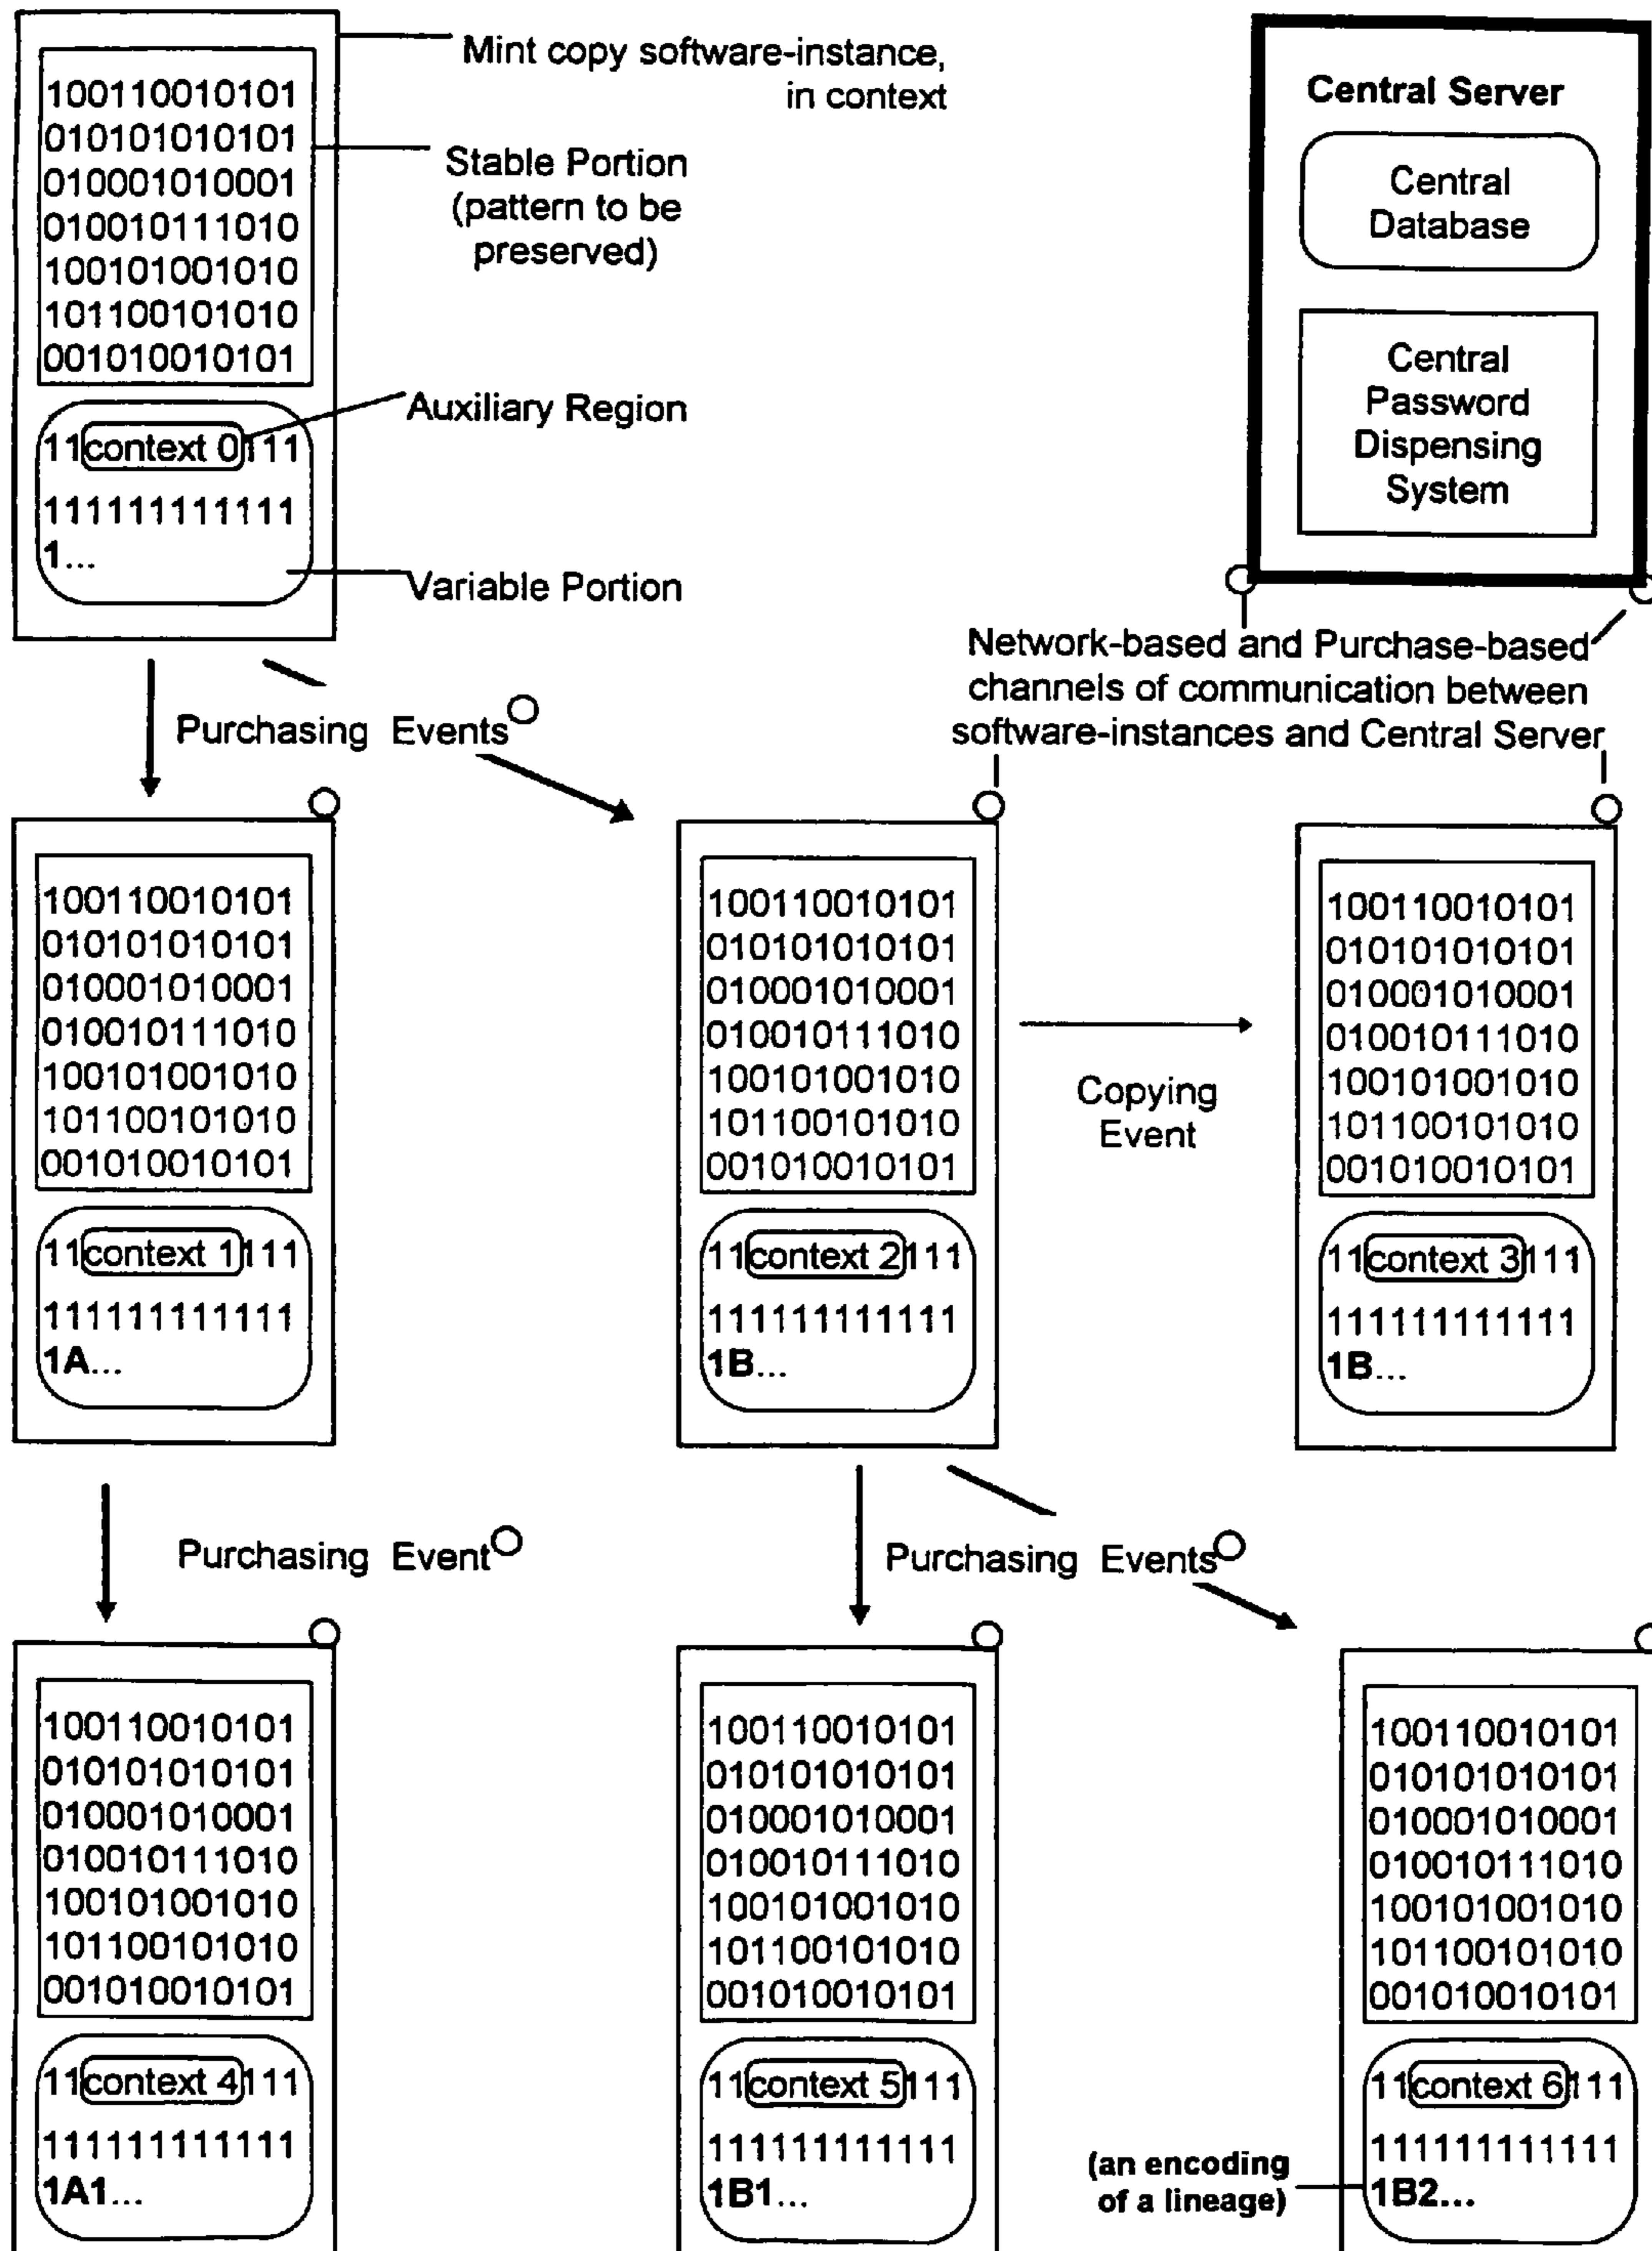 Mint copy software-instance,
in context
100110010101
010101010101
010001010001
010010111010
100101001010
101100101010
001010010101
Stable Portion
(pattern to be
preserved)
Auxiliary Region
11context 0111
111111111111
1...
Variable Portion
Central Server
Central
Database
Central
Password
Dispensing
System
Network-based and Purchase-based
channels of communication between
software-instances and Central Server
Purchasing Events
100110010101
010101010101
010001010001
010010111010
100101001010
101100101010
001010010101
11context 1111
111111111111
1A...
100110010101
010101010101
010001010001
010010111010
100101001010
101100101010
001010010101
11context 2111
111111111111
1B...
Copying
Event
100110010101
010101010101
010001010001
010010111010
100101001010
101100101010
001010010101
11context 3111
111111111111
1B...
Purchasing Event
Purchasing Events
100110010101
010101010101
010001010001
010010111010
100101001010
101100101010
001010010101
11context 4111
111111111111
1A1...
100110010101
010101010101
010001010001
010010111010
100101001010
101100101010
001010010101
11context 5111
111111111111
1B1...
100110010101
010101010101
010001010001
010010111010
100101001010
101100101010
001010010101
11context 6111
111111111111
1B2...
(an encoding
of a lineage)